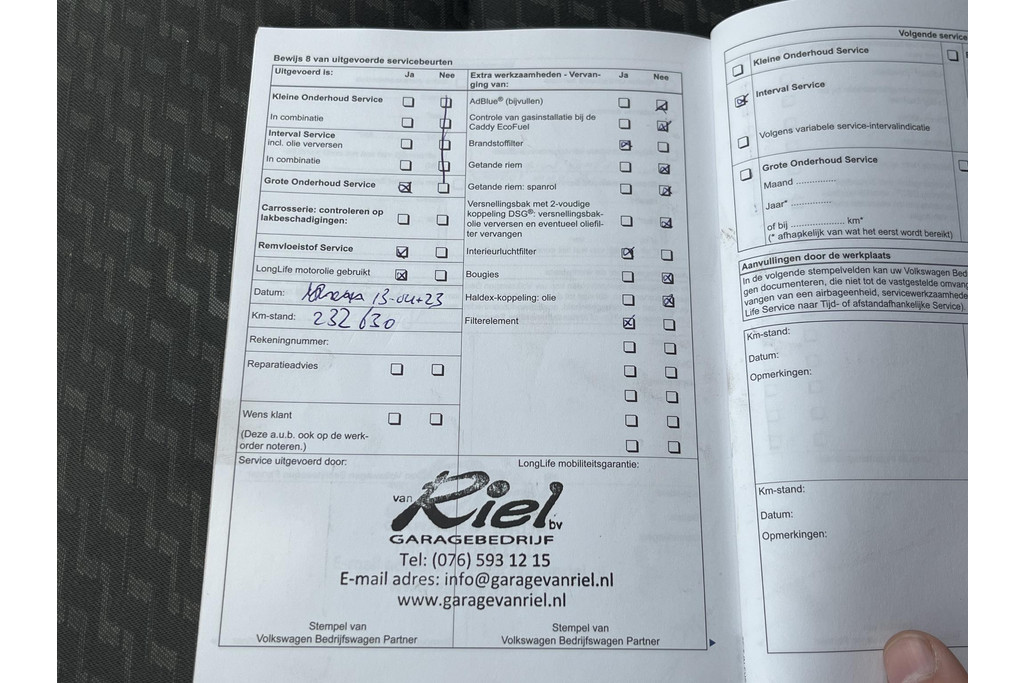 Bewijs 8 van uitgevoerde servicebeurten
Uitgevoerd is: Ja Nee
Kleine Onderhoud Service
In combinatie
Interval Service
incl. olie verversen
In combinatie
Grote Onderhoud Service
Carrosserie: controleren op
lakbeschadigingen:
Remvloeistof Service
LongLife motorolie gebruikt
Datum: 13-04-23
Km-stand: 232 630
Rekeningnummer:
Reparatieadvies
Wens klant
(Deze a.u.b. ook op de werk-
order noteren.)
Extra werkzaamheden - Vervan-
ging van: Ja Nee
AdBlue® (bijvullen)
Controle van gasinstallatie bij de
Caddy EcoFuel
Brandstoffilter
Getande riem
Getande riem: spanrol
Versnellingsbak met 2-voudige
koppeling DSG®: versnellingsbak-
olie verversen en eventueel oliefil-
ter vervangen
Interieurluchtfilter
Bougies
Haldex-koppeling: olie
Filterelement
Service uitgevoerd door:
LongLife mobiliteitsgarantie:
van Riel bv
GARAGEBEDRIJF
Tel: (076) 593 12 15
E-mail adres: info@garagevanriel.nl
www.garagevanriel.nl
Stempel van
Volkswagen Bedrijfswagen Partner
Stempel van
Volkswagen Bedrijfswagen Partner
Volgende service
Kleine Onderhoud Service
Interval Service
Volgens variabele service-intervalindicatie
Grote Onderhoud Service
Maand ..............
Jaar* ..............
of bij .................. km*
(* afhankelijk van wat het eerst wordt bereikt)
Aanvullingen door de werkplaats
In de volgende stempelvelden kan uw Volkswagen Bed
gen documenteren, die niet tot de vastgestelde omvang
vangen van een airbageenheid, servicewerkzaamhede
Life Service naar Tijd- of afstandafhankelijke Service).
Km-stand:
Datum:
Opmerkingen:
Km-stand:
Datum:
Opmerkingen: